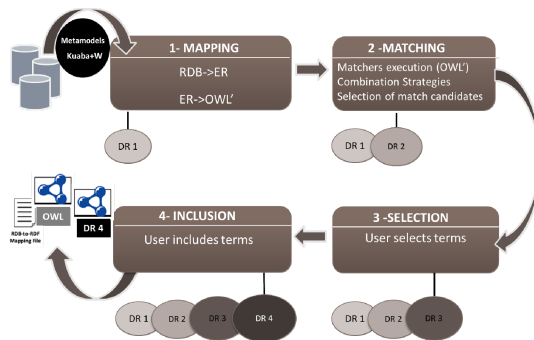 Metamodels
Kuaba+W
1- MAPPING
RDB->ER
ER->OWL’
DR 1
2 -MATCHING
Matchers execution (OWL’)
Combination Strategies
Selection of match candidates
DR 1
DR 2
3 -SELECTION
User selects terms
DR 1
DR 2
DR 3
4- INCLUSION
User includes terms
DR 1
DR 2
DR 3
DR 4
OWL
DR 4
RDB-to-RDF
Mapping file